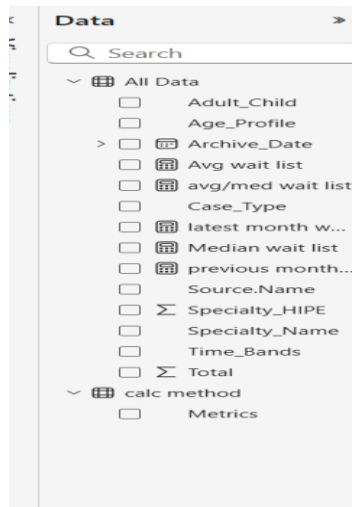 Data
Search
All Data
Adult_Child
Age_Profile
Archive_Date
Avg wait list
avg/med wait list
Case_Type
latest month w...
Median wait list
previous month...
Source.Name
Specialty_HIPE
Specialty_Name
Time_Bands
Total
calc method
Metrics